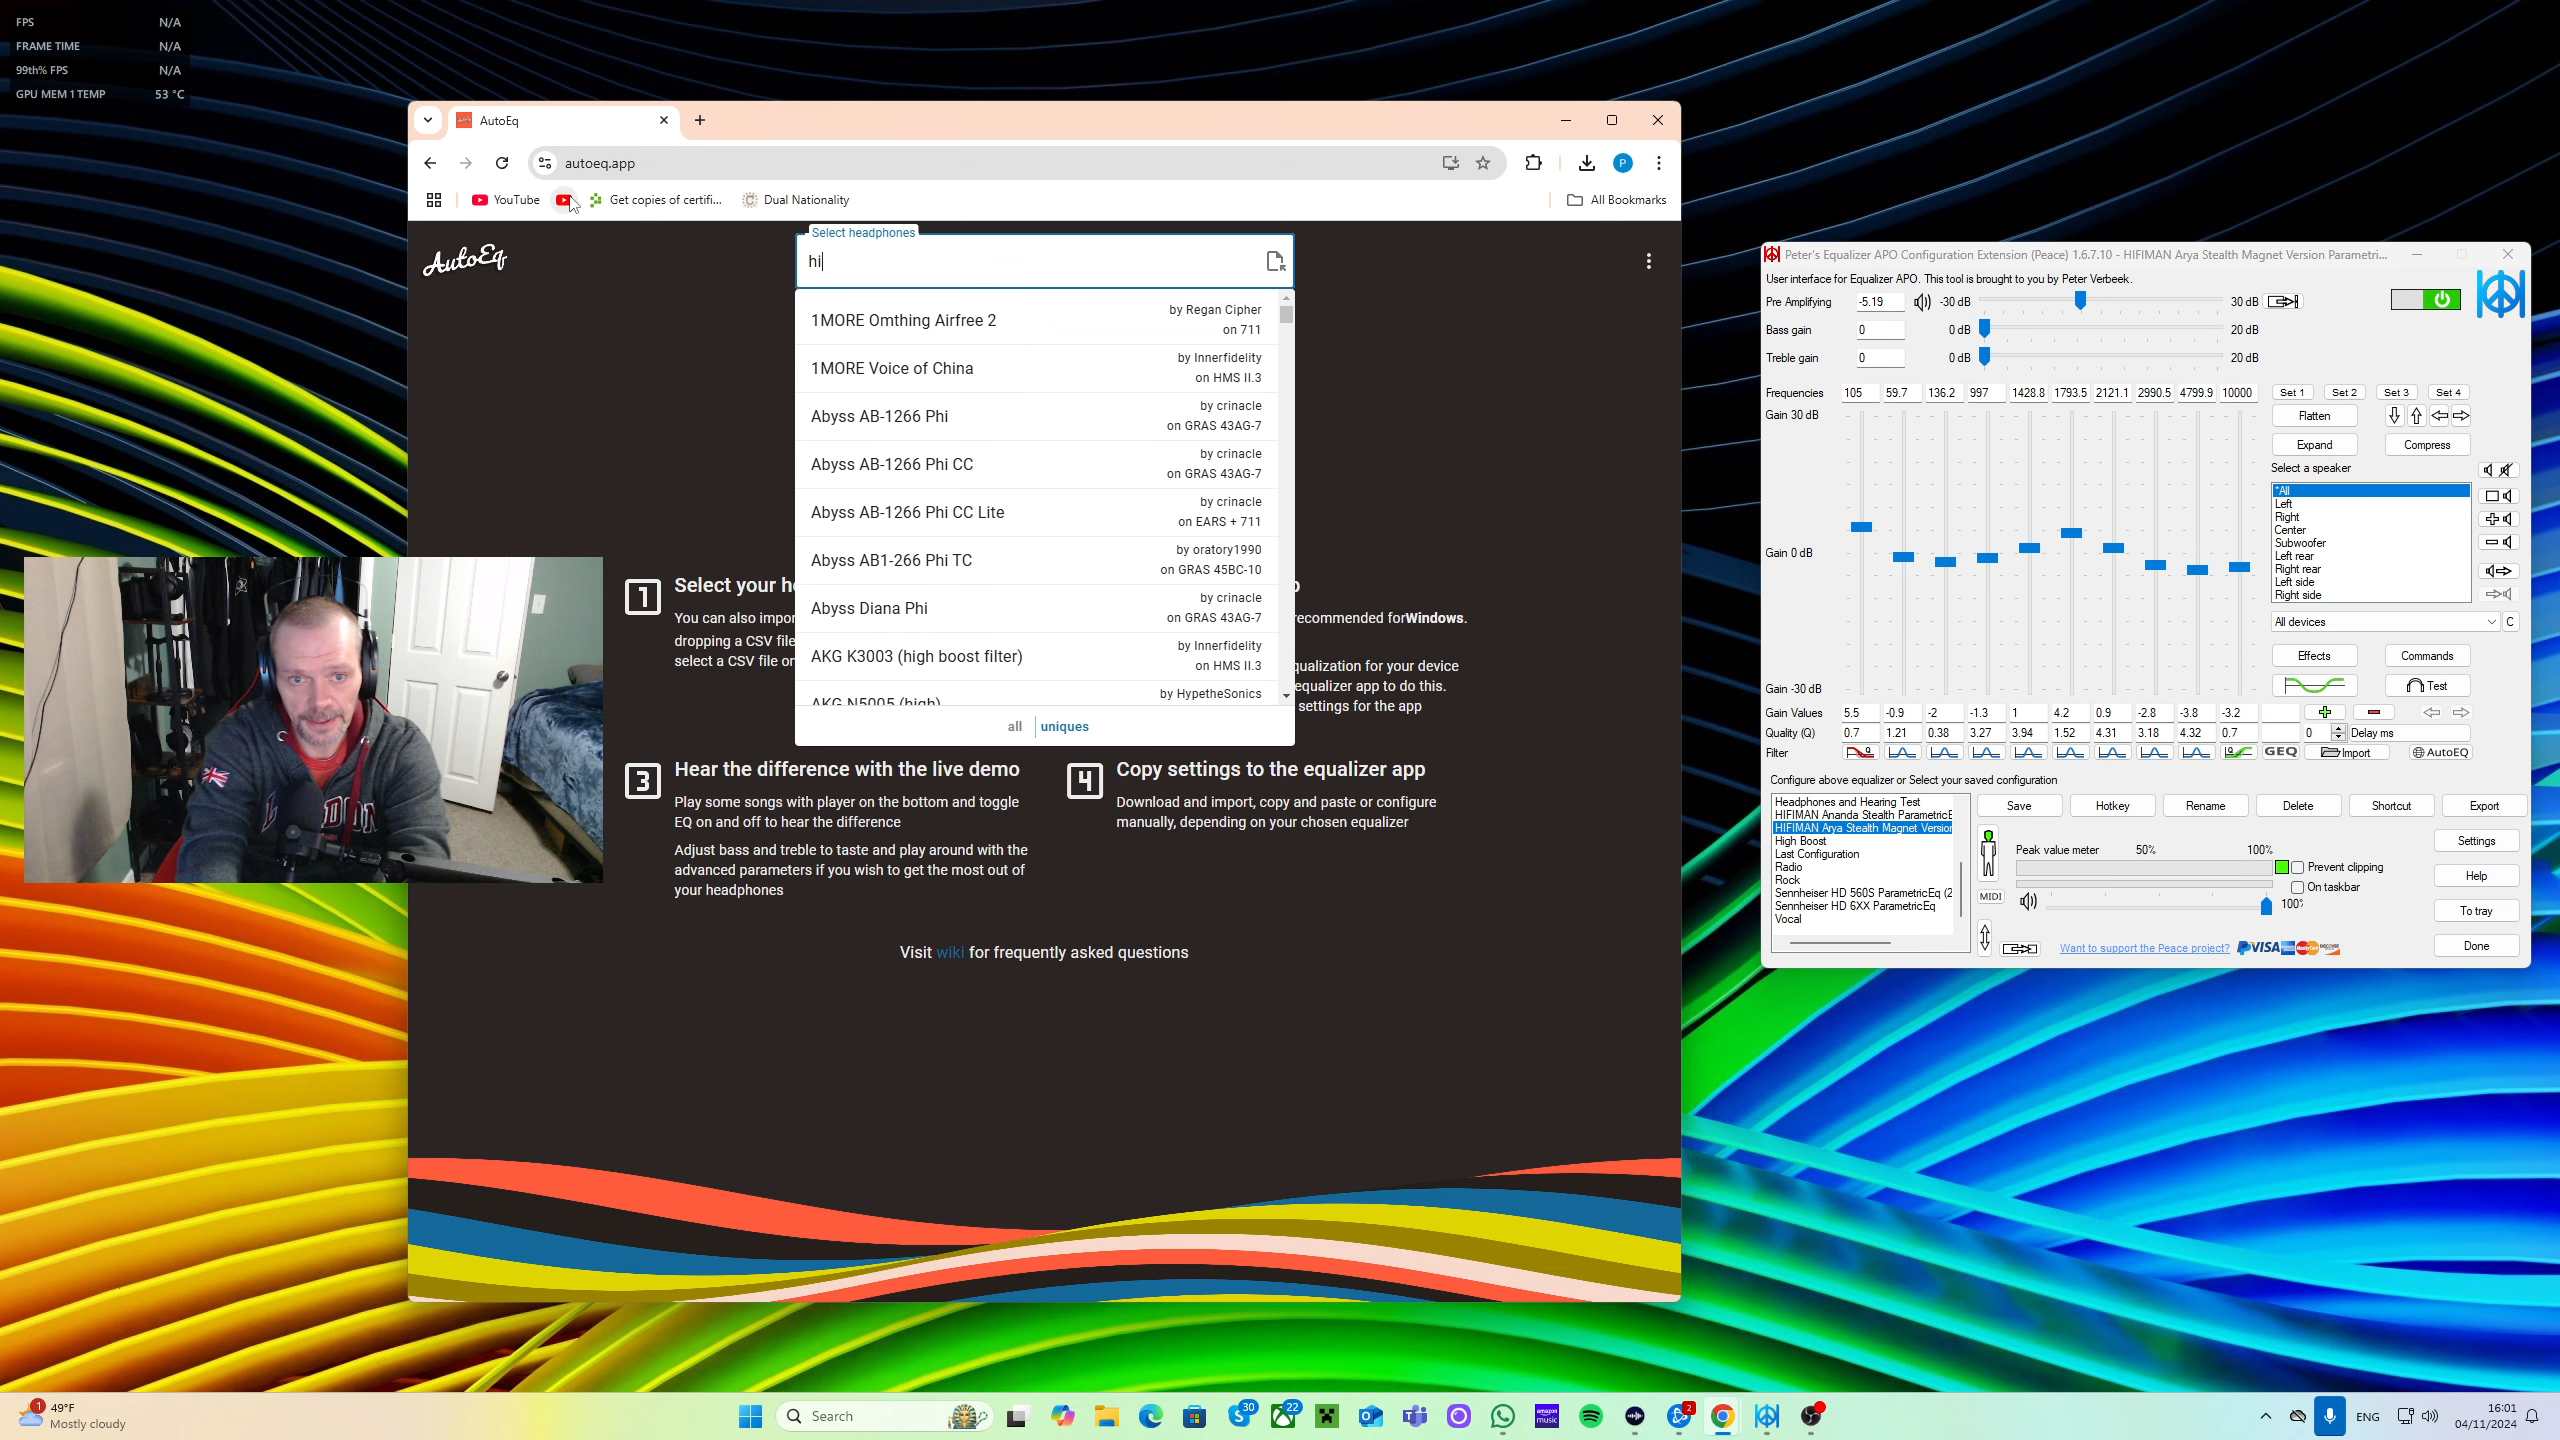 FPS N/A
FRAME TIME N/A
99th% FPS N/A
GPU MEM 1 TEMP 53 °C
AutoEq
autoeq.app
P
YouTube
Get copies of certifi...
Dual Nationality
All Bookmarks
AutoEq
Select headphones
hi
1MORE Omthing Airfree 2
by Regan Cipher
on 711
1MORE Voice of China
by Innerfidelity
on HMS II.3
Abyss AB-1266 Phi
by crinacle
on GRAS 43AG-7
Abyss AB-1266 Phi CC
by crinacle
on GRAS 43AG-7
Abyss AB-1266 Phi CC Lite
by crinacle
on EARS + 711
Abyss AB1-266 Phi TC
by oratory1990
on GRAS 45BC-10
Abyss Diana Phi
by crinacle
on GRAS 43AG-7
AKG K3003 (high boost filter)
by Innerfidelity
on HMS II.3
AKG N5005 (high)
by HypetheSonics
all uniques
1 Select your he
You can also impor
dropping a CSV file
select a CSV file on
p
recommended for Windows.
qualization for your device
equalizer app to do this.
settings for the app
3 Hear the difference with the live demo
Play some songs with player on the bottom and toggle
EQ on and off to hear the difference
Adjust bass and treble to taste and play around with the
advanced parameters if you wish to get the most out of
your headphones
4 Copy settings to the equalizer app
Download and import, copy and paste or configure
manually, depending on your chosen equalizer
Visit wiki for frequently asked questions
Peter's Equalizer APO Configuration Extension (Peace) 1.6.7.10 - HIFIMAN Arya Stealth Magnet Version Parametri...
User interface for Equalizer APO. This tool is brought to you by Peter Verbeek.
Pre Amplifying -5.19 -30 dB 30 dB
Bass gain 0 0 dB 20 dB
Treble gain 0 0 dB 20 dB
Frequencies 105 59.7 136.2 997 1428.8 1793.5 2121.1 2990.5 4799.9 10000 Set 1 Set 2 Set 3 Set 4
Gain 30 dB
Flatten
Expand Compress
Select a speaker
*All
Left
Right
Center
Subwoofer
Left rear
Right rear
Left side
Right side
Gain 0 dB
All devices C
Effects Commands
Test
Gain -30 dB
Gain Values 5.5 -0.9 -2 -1.3 1 4.2 0.9 -2.8 -3.8 -3.2
Quality (Q) 0.7 1.21 0.38 3.27 3.94 1.52 4.31 3.18 4.32 0.7 0 Delay ms
Filter GEQ Import AutoEQ
Configure above equalizer or Select your saved configuration
Headphones and Hearing Test
HIFIMAN Ananda Stealth ParametricE
HIFIMAN Arya Stealth Magnet Version
High Boost
Last Configuration
Radio
Rock
Sennheiser HD 560S ParametricEq (2
Sennheiser HD 6XX ParametricEq
Vocal
Save Hotkey Rename Delete Shortcut Export
Peak value meter 50% 100%
Prevent clipping
On taskbar
MIDI
100%
Settings
Help
To tray
Done
Want to support the Peace project?
P VISA
1
49°F
Mostly cloudy
Search
30
22
amazon music
2
ENG
16:01
04/11/2024